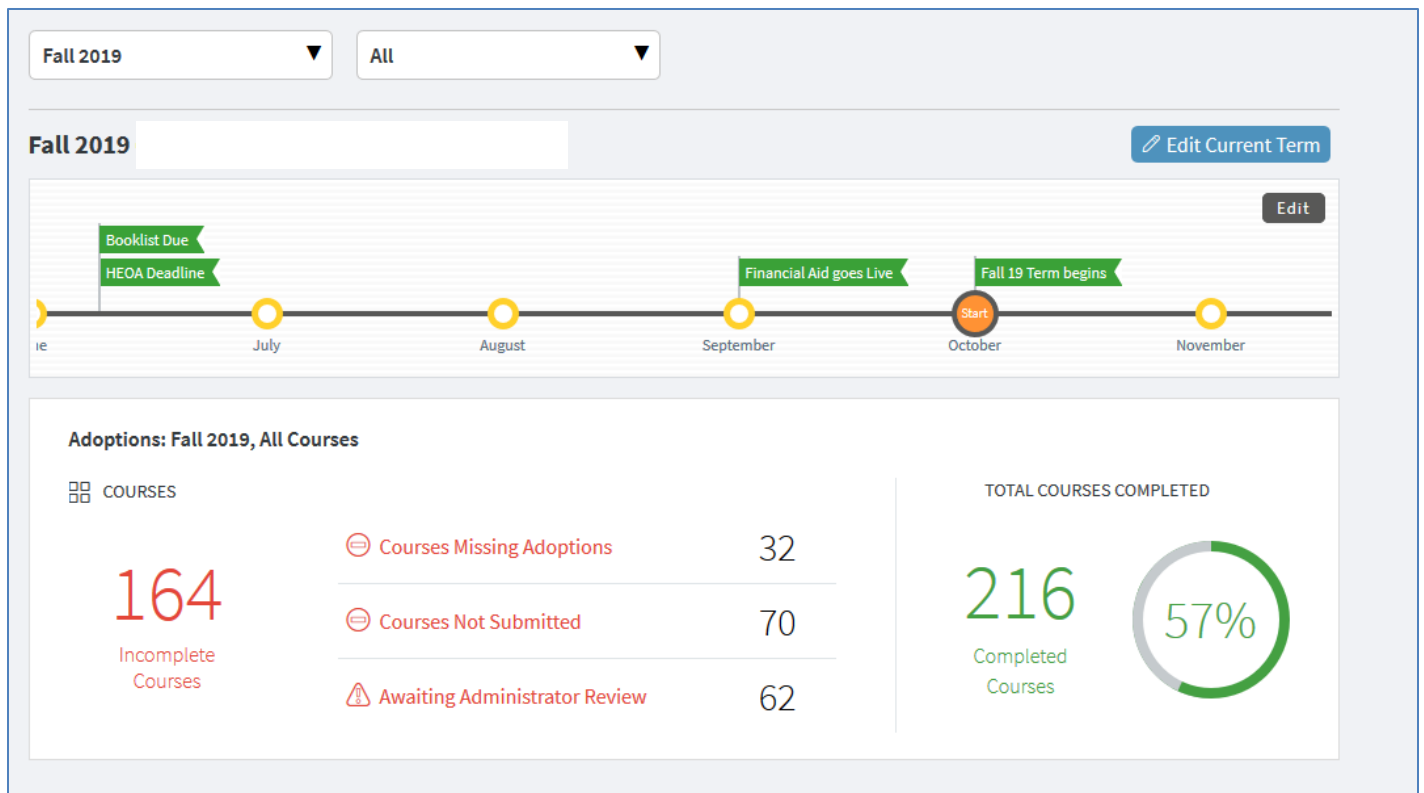 Fall 2019
All
Fall 2019
Edit Current Term
Edit
Booklist Due
HEOA Deadline
Financial Aid goes Live
Fall 19 Term begins
Start
July
August
September
October
November
Adoptions: Fall 2019, All Courses
COURSES
164
Incomplete
Courses
Courses Missing Adoptions 32
Courses Not Submitted 70
Awaiting Administrator Review 62
TOTAL COURSES COMPLETED
216
Completed
Courses
57%